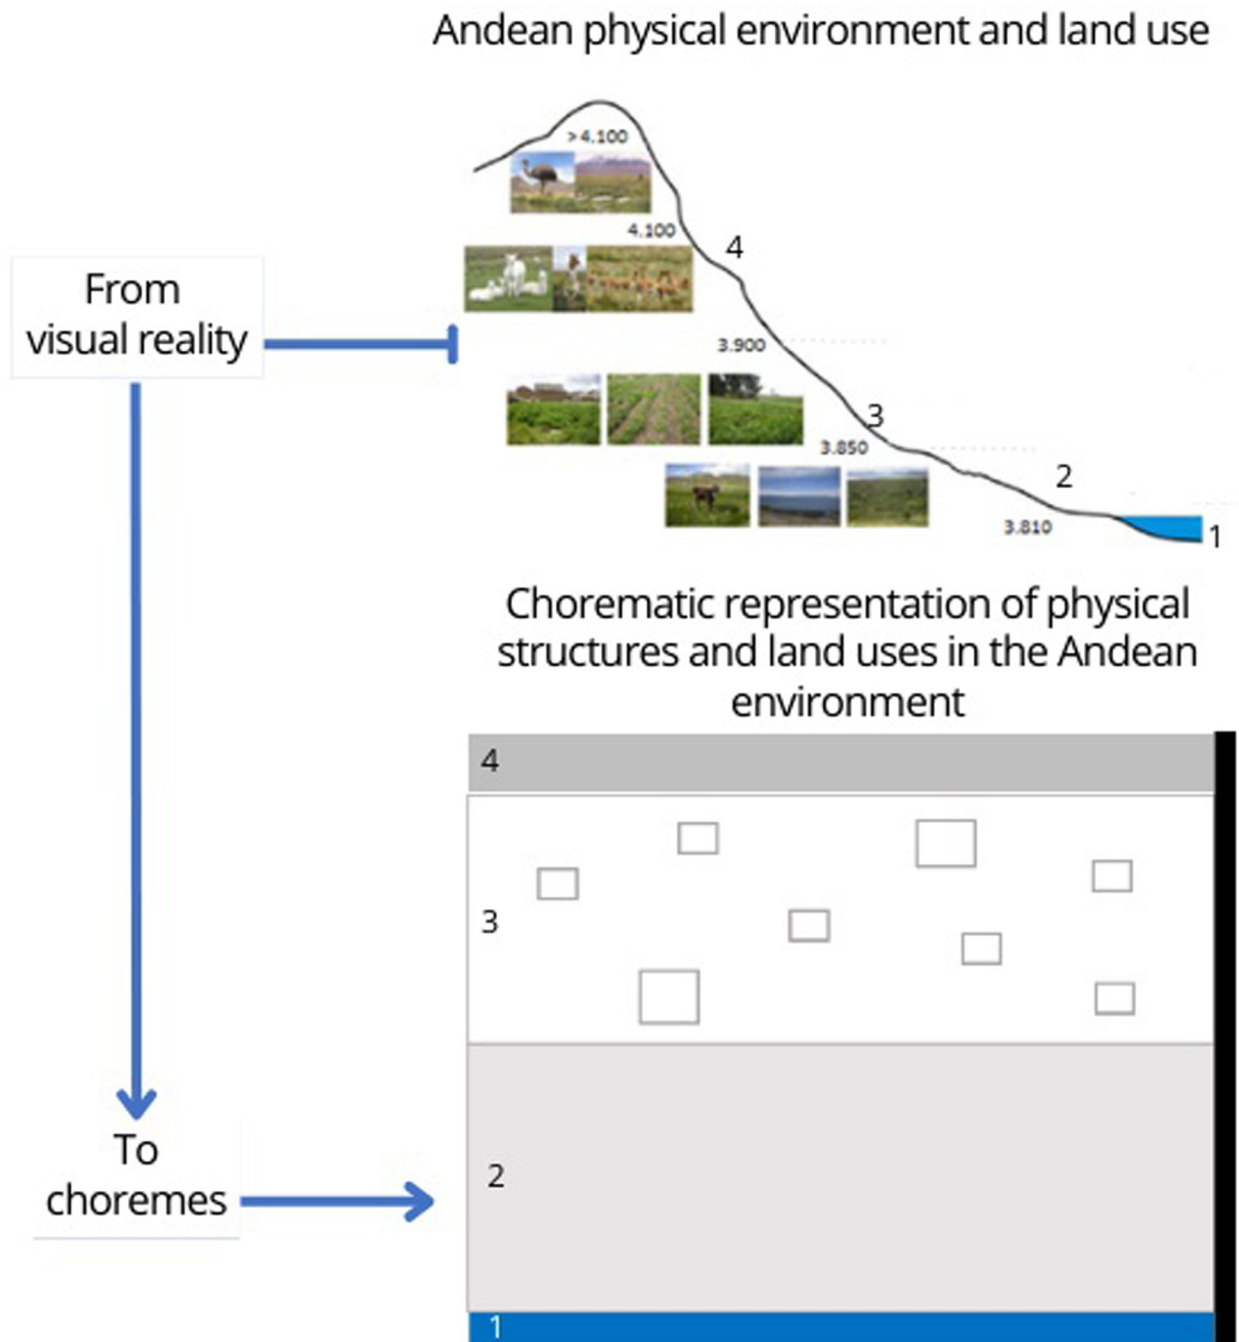 Andean physical environment and land use
>4.100
4.100
4
From
visual reality
3.900
3
3.850
2
3.810
1
Chorematic representation of physical
structures and land uses in the Andean
environment
4
3
To
choremes
2
1